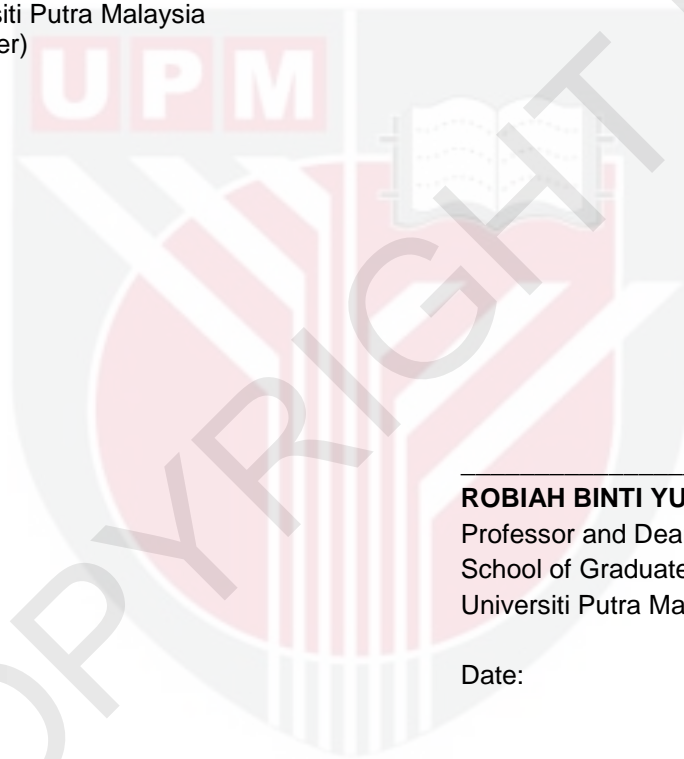 siti Putra Malaysia
er)
UPM
COPYRIGHT
ROBIAH BINTI YU
Professor and Dea
School of Graduate
Universiti Putra Ma
Date: